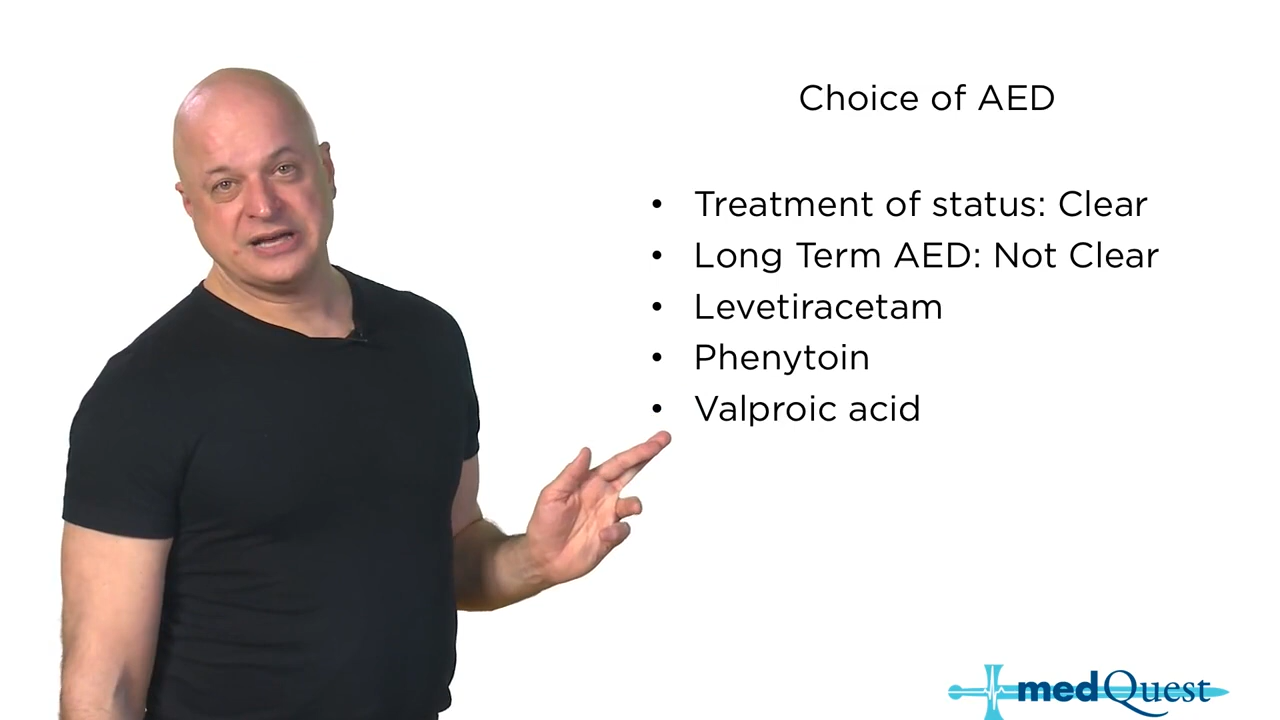 Choice of AED
• Treatment of status: Clear
• Long Term AED: Not Clear
• Levetiracetam
• Phenytoin
• Valproic acid
medQuest